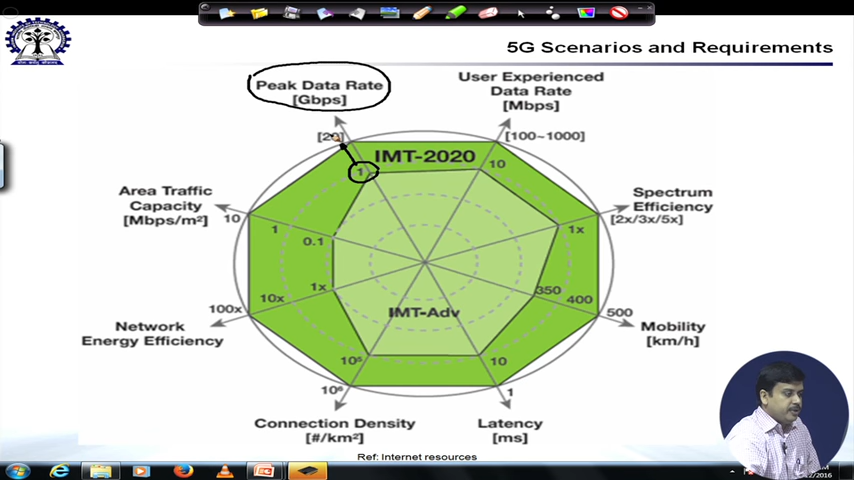 5G Scenarios and Requirements
Peak Data Rate
[Gbps]
User Experienced
Data Rate
[Mbps]
[20]
[100~1000]
IMT-2020
1
10
Area Traffic
Capacity
[Mbps/m²]
Spectrum
Efficiency
[2x/3x/5x]
10
1
0.1
1x
1x
350
400
500
10x
100x
Network
Energy Efficiency
Mobility
[km/h]
IMT-Adv
10⁵
10
10⁶
1
Connection Density
[#/km²]
Latency
[ms]
Ref: Internet resources